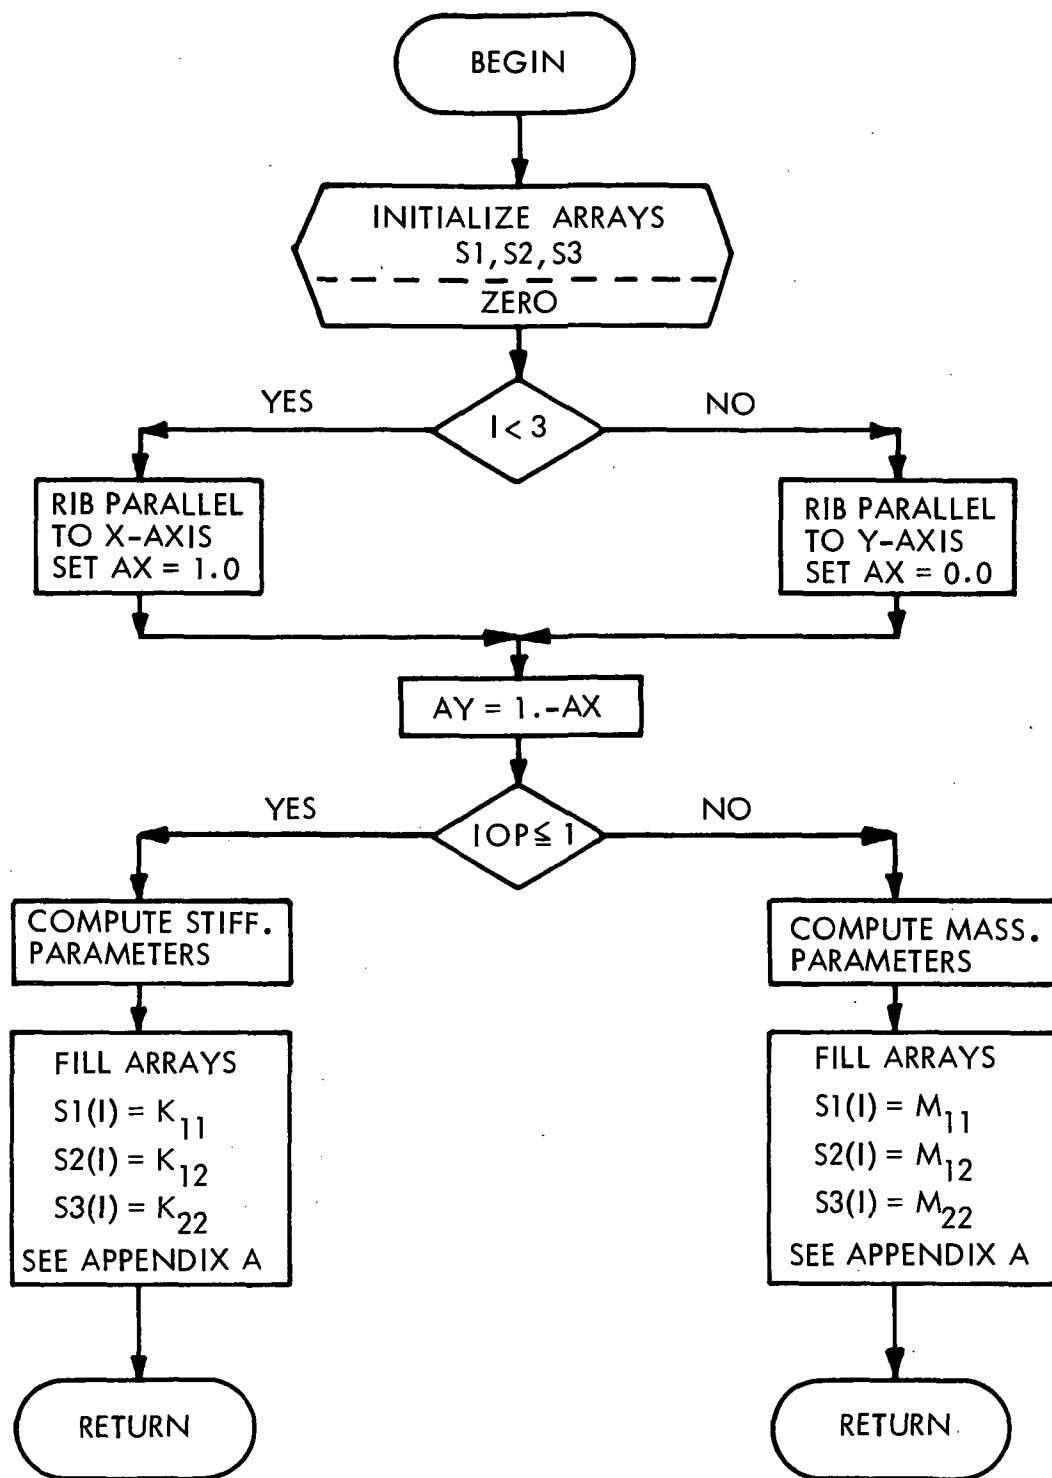 BEGIN
INITIALIZE ARRAYS
S1, S2, S3
ZERO
YES
I < 3
NO
RIB PARALLEL
TO X-AXIS
SET AX = 1.0
RIB PARALLEL
TO Y-AXIS
SET AX = 0.0
AY = 1.-AX
YES
IOP ≦ 1
NO
COMPUTE STIFF.
PARAMETERS
COMPUTE MASS.
PARAMETERS
FILL ARRAYS
S1(I) = K11
S2(I) = K12
S3(I) = K22
SEE APPENDIX A
FILL ARRAYS
S1(I) = M11
S2(I) = M12
S3(I) = M22
SEE APPENDIX A
RETURN
RETURN